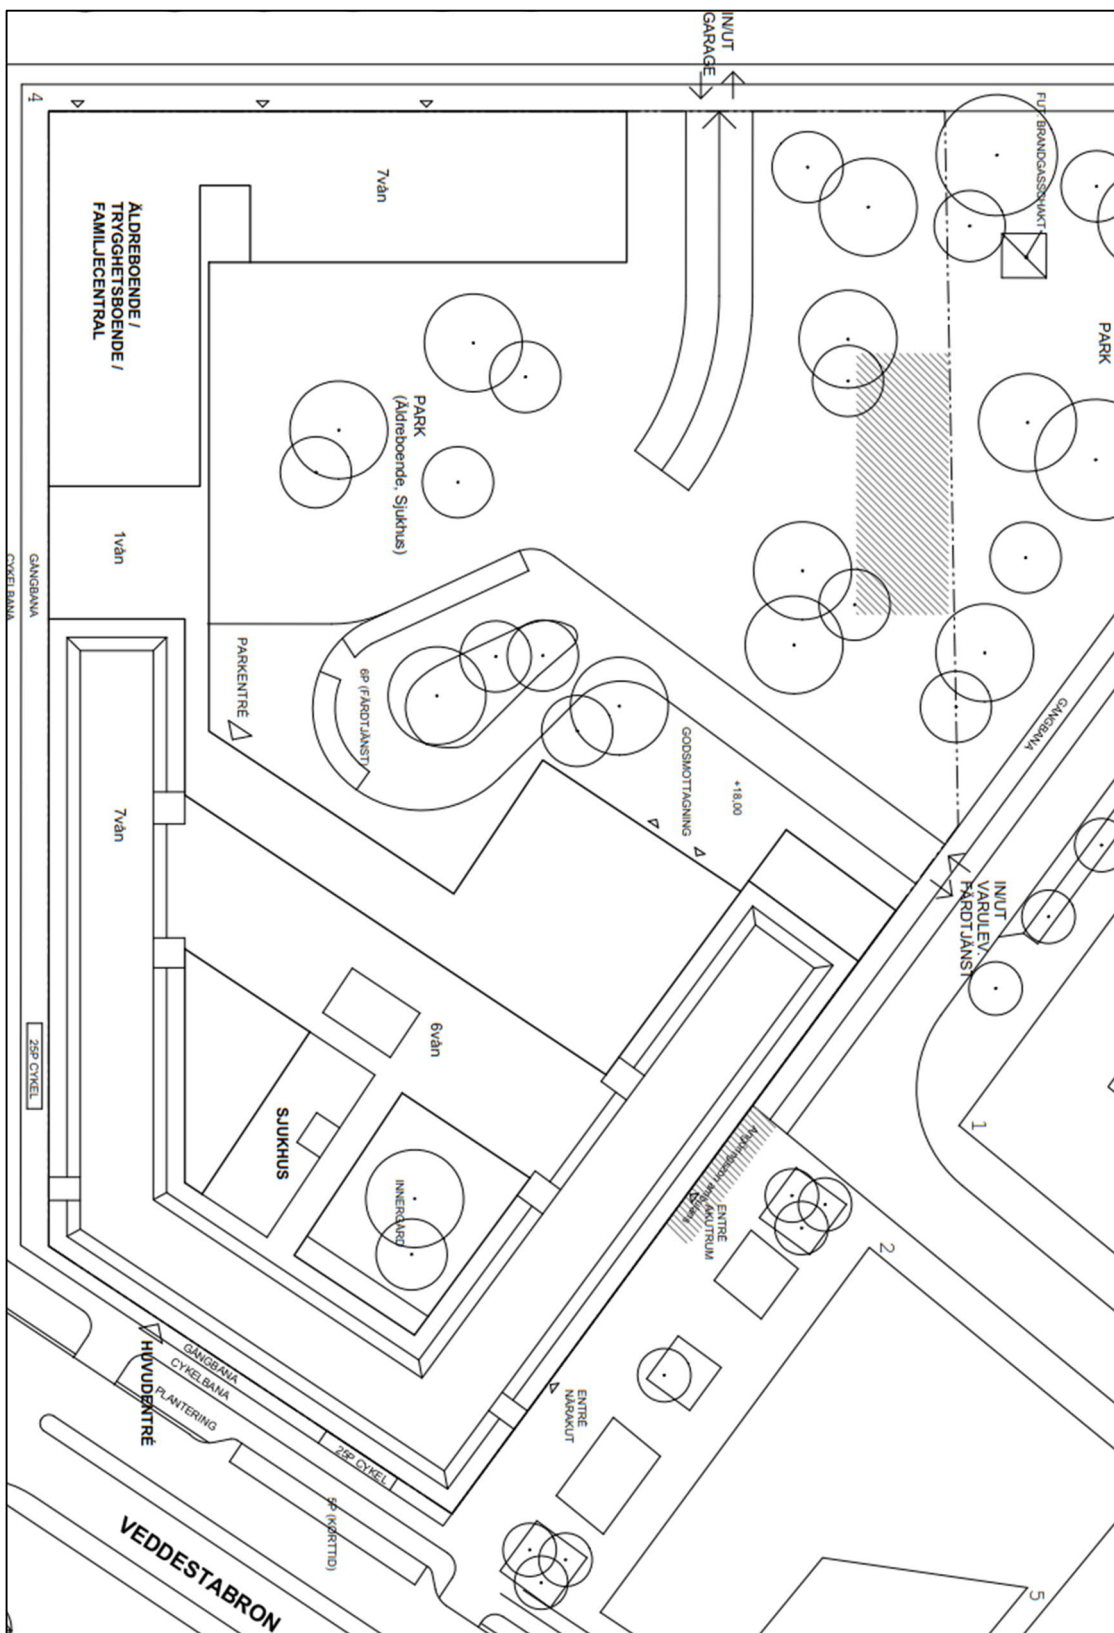 IN/UT
GARAGE
4
FUT. BRANDGASSCHAKT
7vån
ÄLDREBOENDE /
TRYGGHETSBOENDE /
FAMILJECENTRAL
PARK
PARK
(Äldreboende, Sjukhus)
1vån
GÅNGBANA
CYKELBANA
PARKENTRÉ
6P (FÄRDTJÄNST)
GODSMOTTAGNING
+18,00
GÅNGBANA
IN/UT
VARULEV.
FÄRDTJÄNST
7vån
6vån
25P CYKEL
SJUKHUS
INNERGÅRD
1
ENTRÉ
AKUTRUM
2
HUVUDENTRÉ
GÅNGBANA
CYKELBANA
PLANTERING
25P CYKEL
ENTRÉ
NÄRAKUT
5P (KORTTID)
VEDDESTABRON
5